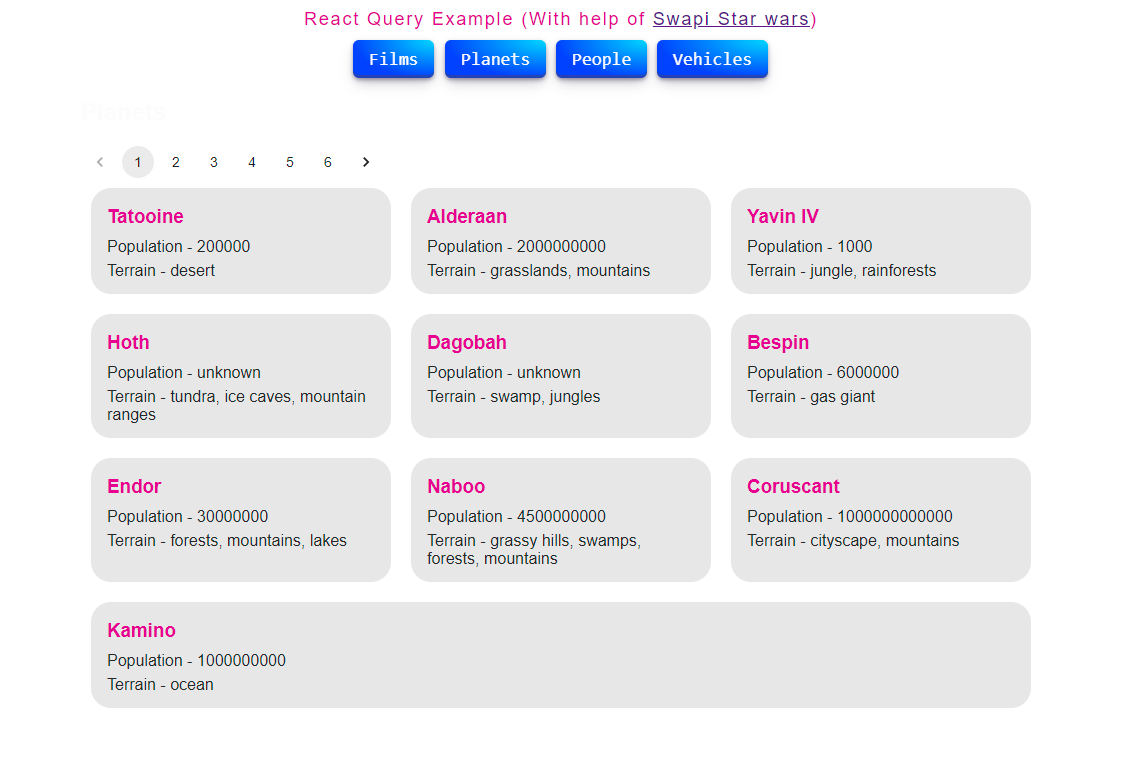 React Query Example (With help of Swapi Star wars)
Films Planets People Vehicles
Planets
1 2 3 4 5 6
Tatooine
Population - 200000
Terrain - desert
Alderaan
Population - 2000000000
Terrain - grasslands, mountains
Yavin IV
Population - 1000
Terrain - jungle, rainforests
Hoth
Population - unknown
Terrain - tundra, ice caves, mountain
ranges
Dagobah
Population - unknown
Terrain - swamp, jungles
Bespin
Population - 6000000
Terrain - gas giant
Endor
Population - 30000000
Terrain - forests, mountains, lakes
Naboo
Population - 4500000000
Terrain - grassy hills, swamps,
forests, mountains
Coruscant
Population - 1000000000000
Terrain - cityscape, mountains
Kamino
Population - 1000000000
Terrain - ocean